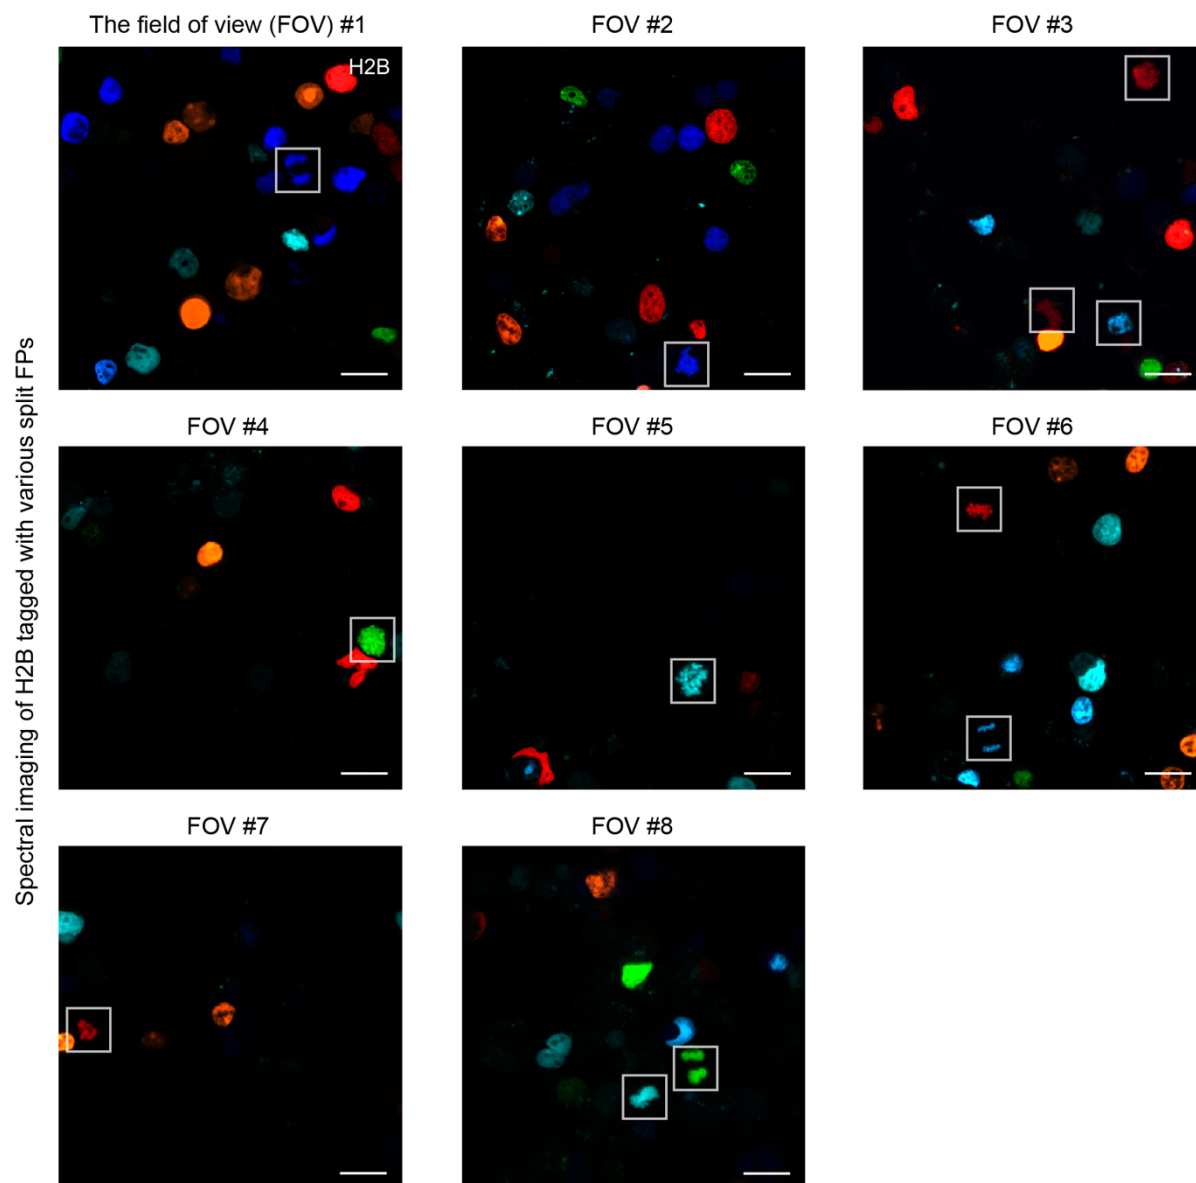 The field of view (FOV) #1
FOV #2
FOV #3
H2B
Spectral imaging of H2B tagged with various split FPs
FOV #4
FOV #5
FOV #6
FOV #7
FOV #8